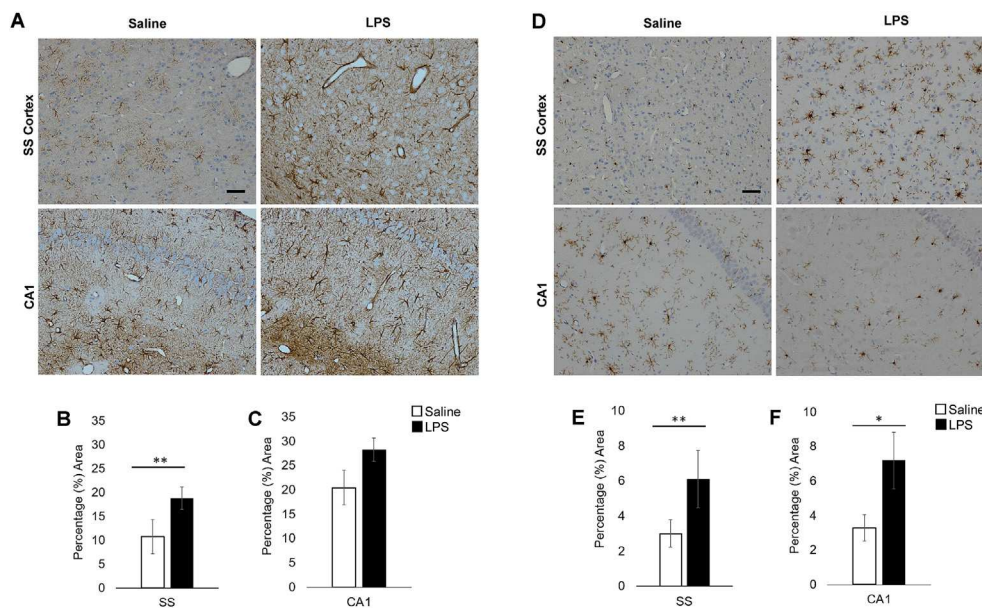 A
Saline
LPS
SS Cortex
CA1
D
Saline
LPS
SS Cortex
CA1
B
Percentage (%) Area
35
30
25
20
15
10
5
0
**
SS
C
Percentage (%) Area
35
30
25
20
15
10
5
0
CA1
Saline
LPS
E
Percentage (%) Area
10
8
6
4
2
0
**
SS
F
Percentage (%) Area
10
8
6
4
2
0
*
CA1
Saline
LPS